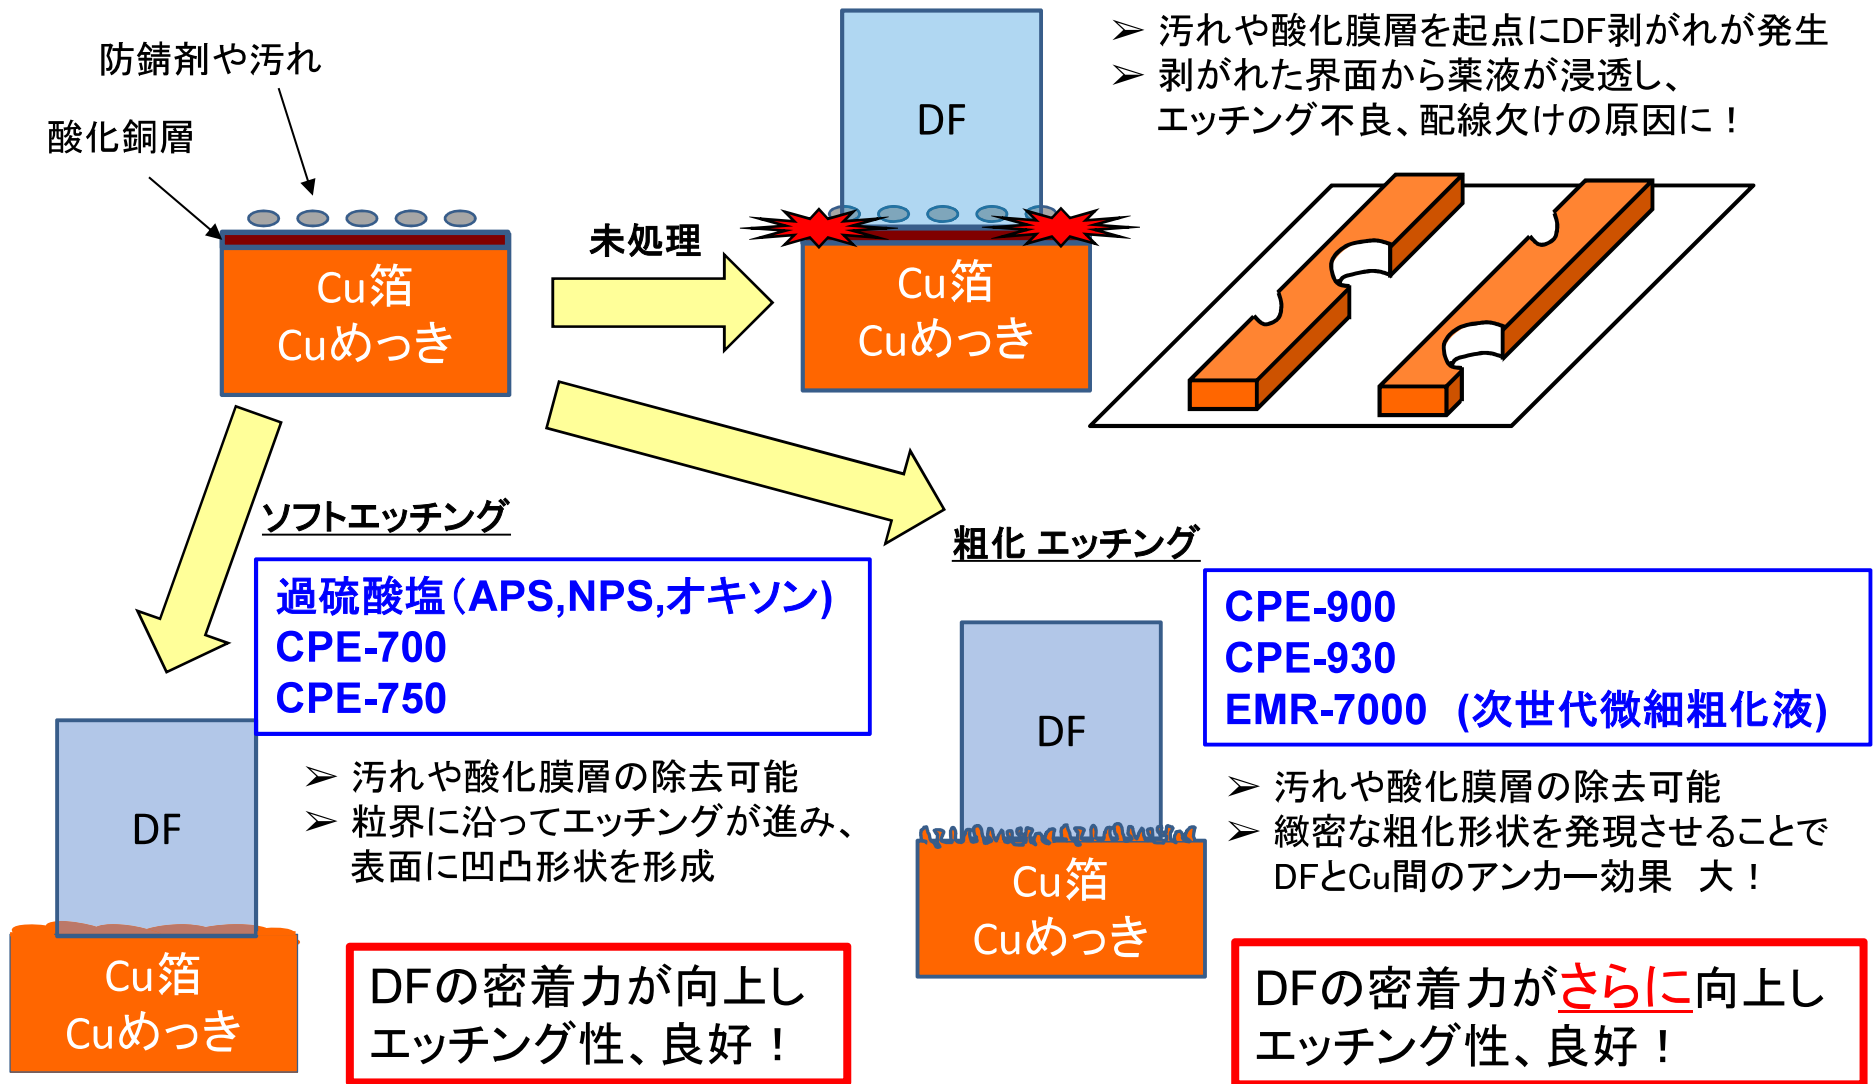 防錆剤や汚れ
酸化銅層
Cu箔
Cuめっき
未処理
DF
Cu箔
Cuめっき
➢ 汚れや酸化膜層を起点にDF剥がれが発生
➢ 剥がれた界面から薬液が浸透し、
エッチング不良、配線欠けの原因に！
ソフトエッチング
過硫酸塩（APS,NPS,オキソン)
CPE-700
CPE-750
DF
Cu箔
Cuめっき
➢ 汚れや酸化膜層の除去可能
➢ 粒界に沿ってエッチングが進み、
表面に凹凸形状を形成
DFの密着力が向上し
エッチング性、良好！
粗化 エッチング
CPE-900
CPE-930
EMR-7000 (次世代微細粗化液)
DF
Cu箔
Cuめっき
➢ 汚れや酸化膜層の除去可能
➢ 緻密な粗化形状を発現させることで
DFとCu間のアンカー効果　大！
DFの密着力がさらに向上し
エッチング性、良好！